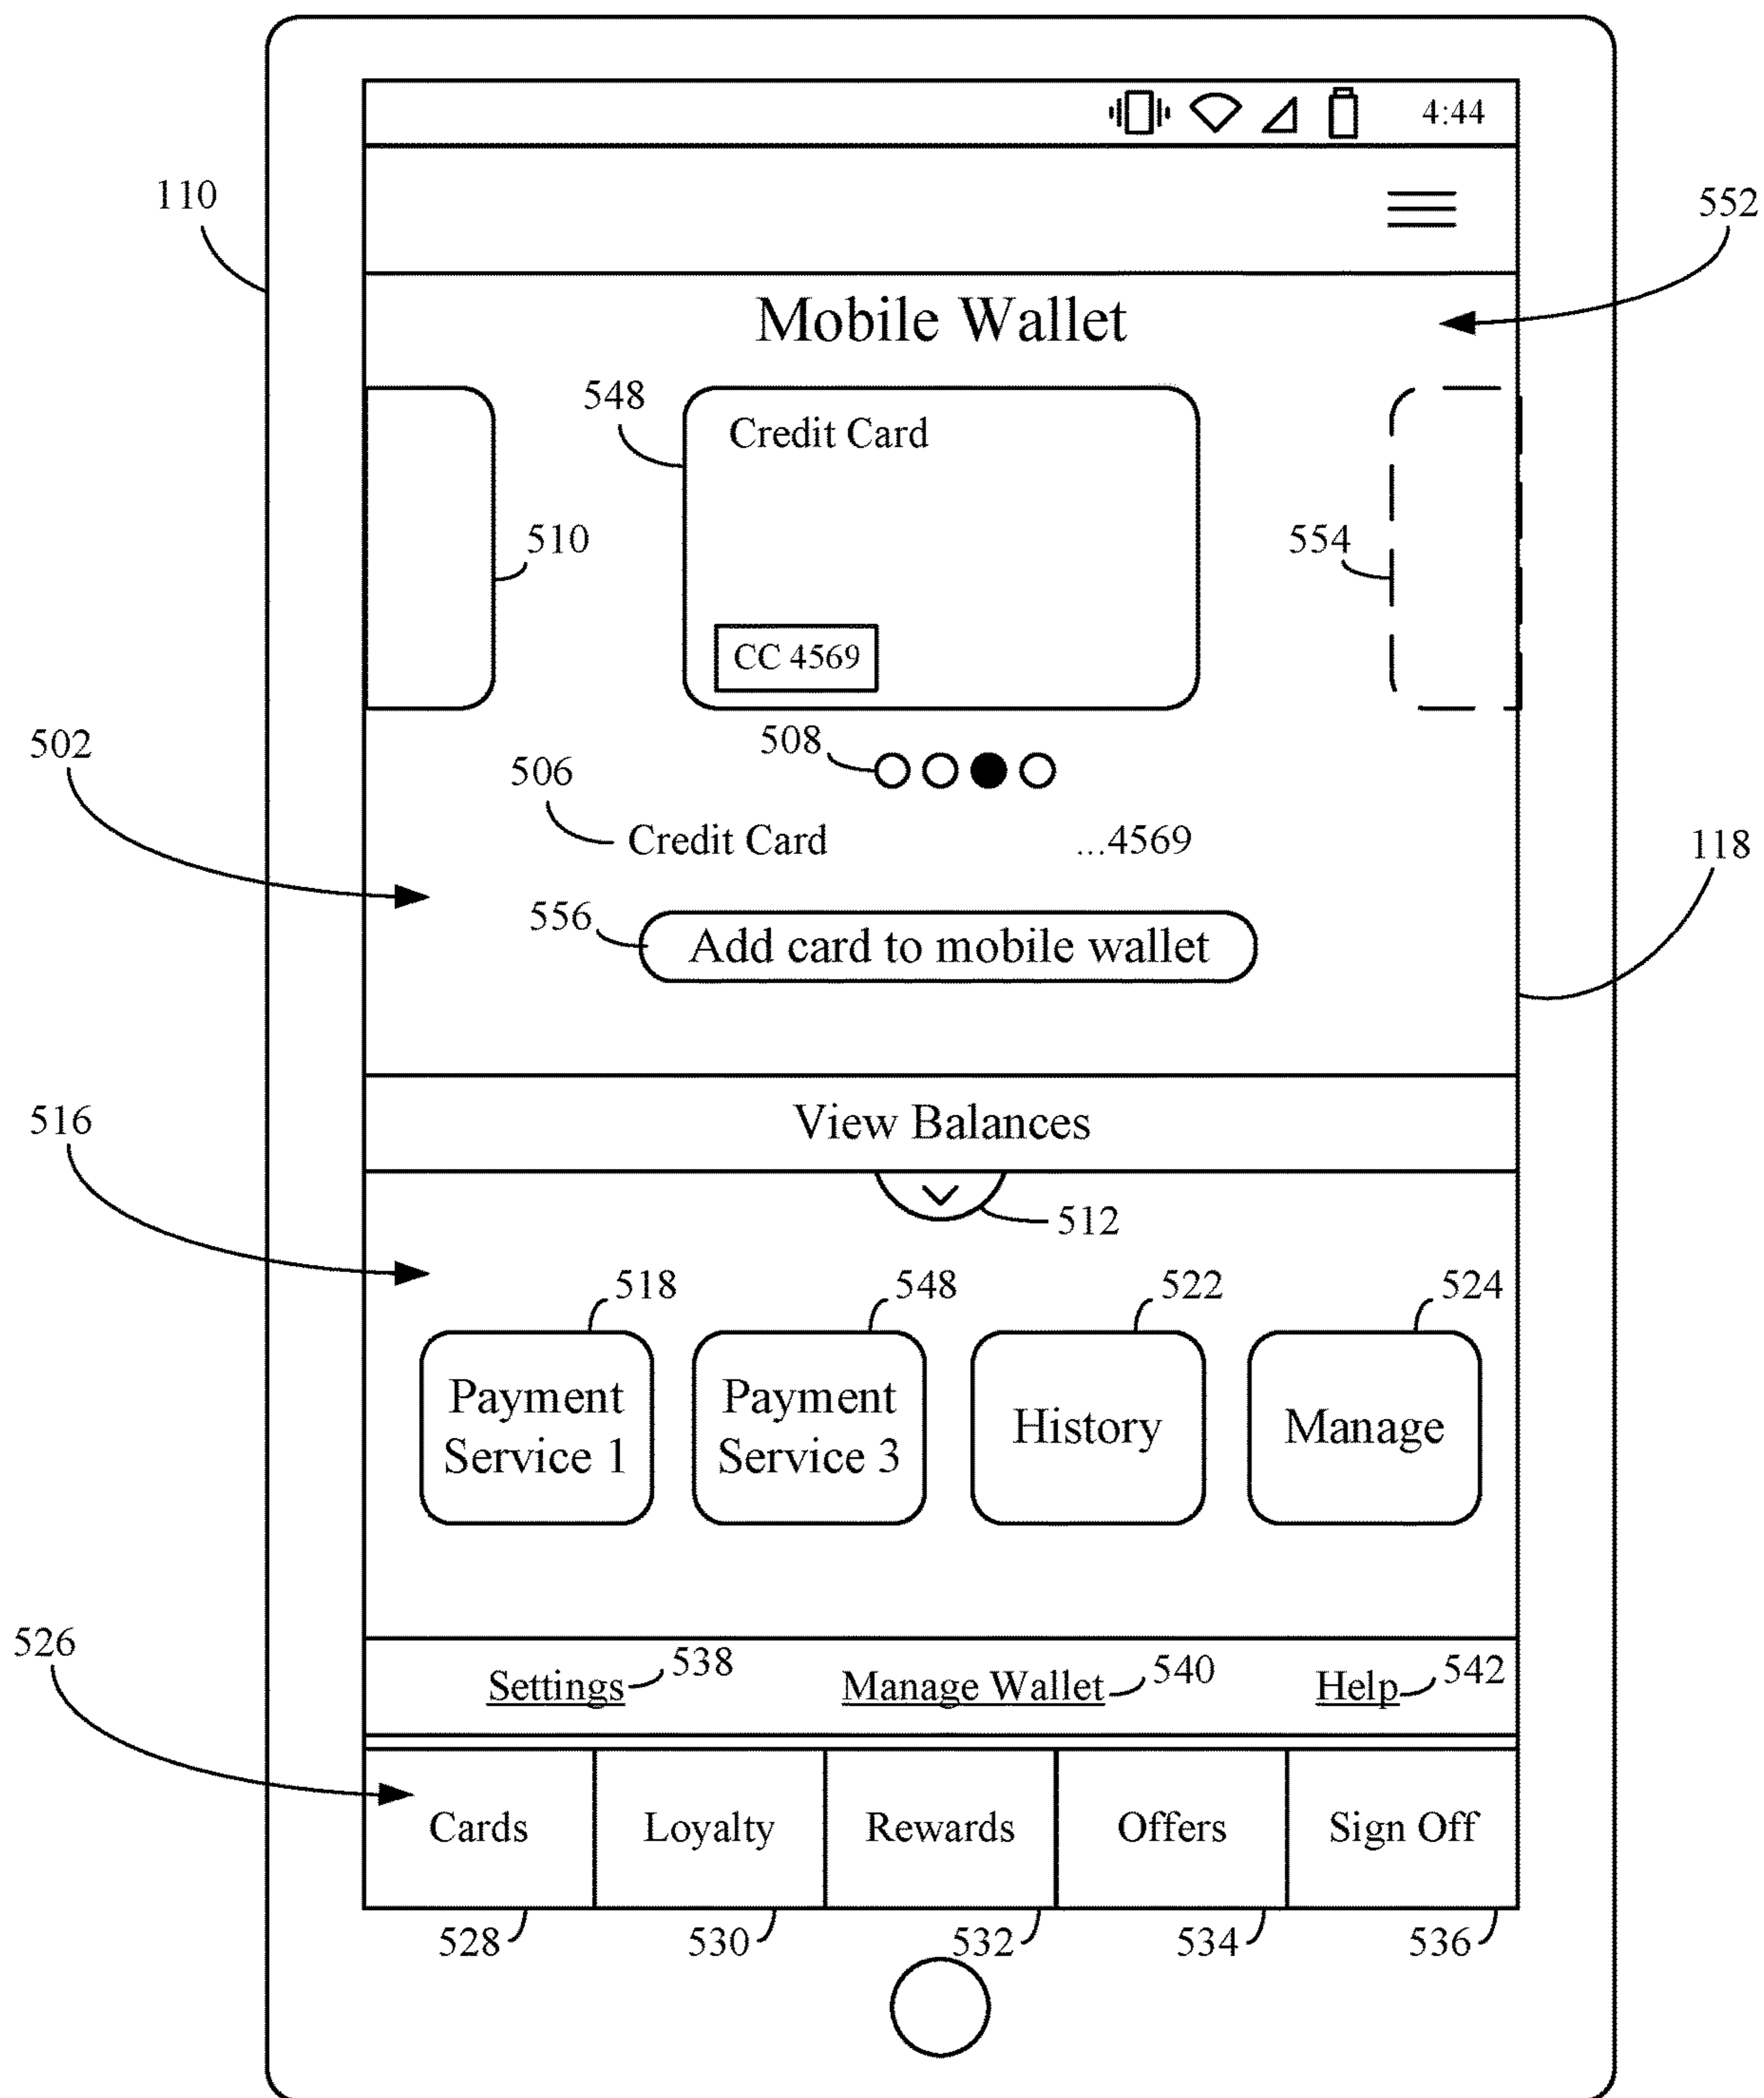 4:44
110
552
Mobile Wallet
548
Credit Card
510
554
CC 4569
502
508
506
Credit Card ...4569
118
556
Add card to mobile wallet
516
View Balances
512
518 548 522 524
Payment
Service 1
Payment
Service 3
History
Manage
526
Settings 538 Manage Wallet 540 Help 542
Cards Loyalty Rewards Offers Sign Off
528 530 532 534 536